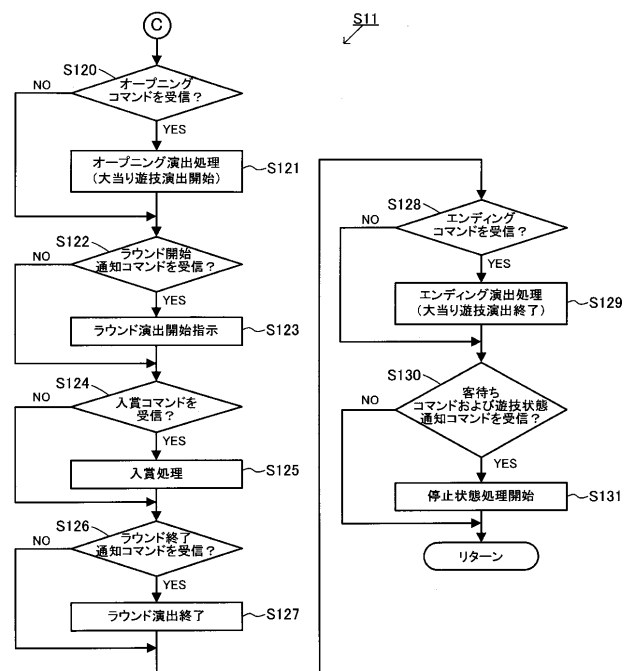 S11
C
S120
オープニング
コマンドを受信？
NO
YES
オープニング演出処理
(大当り遊技演出開始)
S121
S122
ラウンド開始
通知コマンドを受信？
NO
YES
ラウンド演出開始指示
S123
S124
入賞コマンドを
受信？
NO
YES
入賞処理
S125
S126
ラウンド終了
通知コマンドを受信？
NO
YES
ラウンド演出終了
S127
S128
エンディング
コマンドを受信？
NO
YES
エンディング演出処理
(大当り遊技演出終了)
S129
S130
客待ち
コマンドおよび遊技状態
通知コマンドを受信？
NO
YES
停止状態処理開始
S131
リターン